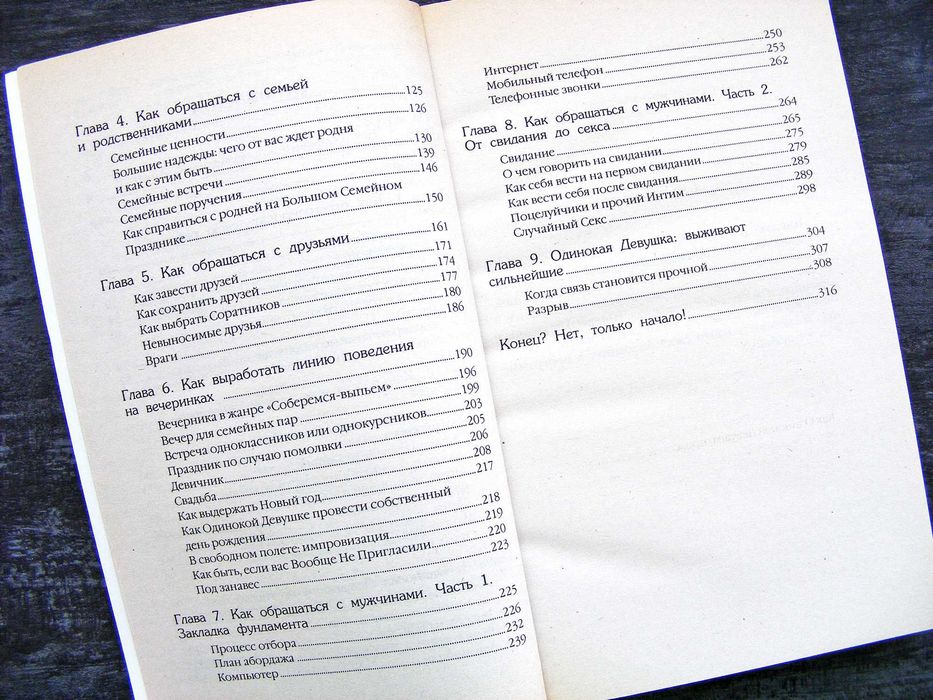 Глава 4. Как обращаться с семьей
и родственниками 125
Семейные ценности 126
Большие надежды: чего от вас ждет родня
и как с этим быть 130
Семейные встречи 139
Семейные поручения 146
Как справиться с родней на Большом Семейном
Празднике 150
Глава 5. Как обращаться с друзьями 161
Как завести друзей 171
Как сохранить друзей 174
Как выбрать Соратников 177
Невыносимые друзья 180
Враги 186
Глава 6. Как выработать линию поведения
на вечеринках 190
Вечеринка в жанре «Соберемся-выпьем» 196
Вечер для семейных пар 199
Встреча одноклассников или однокурсников 203
Праздник по случаю помолвки 205
Девичник 206
Свадьба 208
Как выдержать Новый год 217
Как Одинокой Девушке провести собственный
день рождения 218
В свободном полете: импровизация 219
Как быть, если вас Вообще Не Пригласили 220
Под занавес 223
Глава 7. Как обращаться с мужчинами. Часть 1.
Закладка фундамента 225
Процесс отбора 226
План абордажа 232
Компьютер 239
Интернет 250
Мобильный телефон 253
Телефонные звонки 262
Глава 8. Как обращаться с мужчинами. Часть 2.
От свидания до секса 264
Свидание 265
О чем говорить на свидании 275
Как себя вести на первом свидании 279
Как вести себя после свидания 285
Поцелуйчики и прочий Интим 289
Случайный Секс 298
Глава 9. Одинокая Девушка: выживают
сильнейшие 304
Когда связь становится прочной 307
Разрыв 308
Конец? Нет, только начало! 316